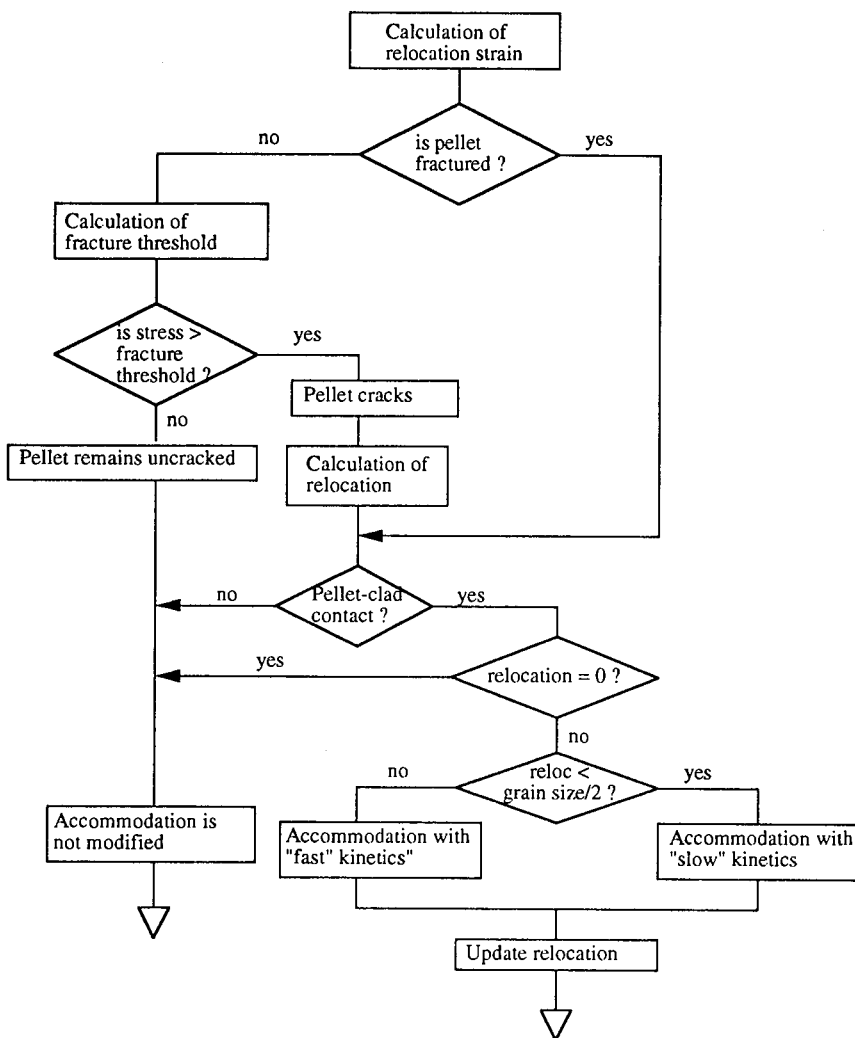 Calculation of
relocation strain
no
is pellet
fractured ?
yes
Calculation of
fracture threshold
is stress >
fracture
threshold ?
yes
no
Pellet cracks
Pellet remains uncracked
Calculation of
relocation
no
Pellet-clad
contact ?
yes
yes
relocation = 0 ?
no
no
reloc <
grain size/2 ?
yes
Accommodation is
not modified
Accommodation with
"fast" kinetics"
Accommodation with
"slow" kinetics
Update relocation